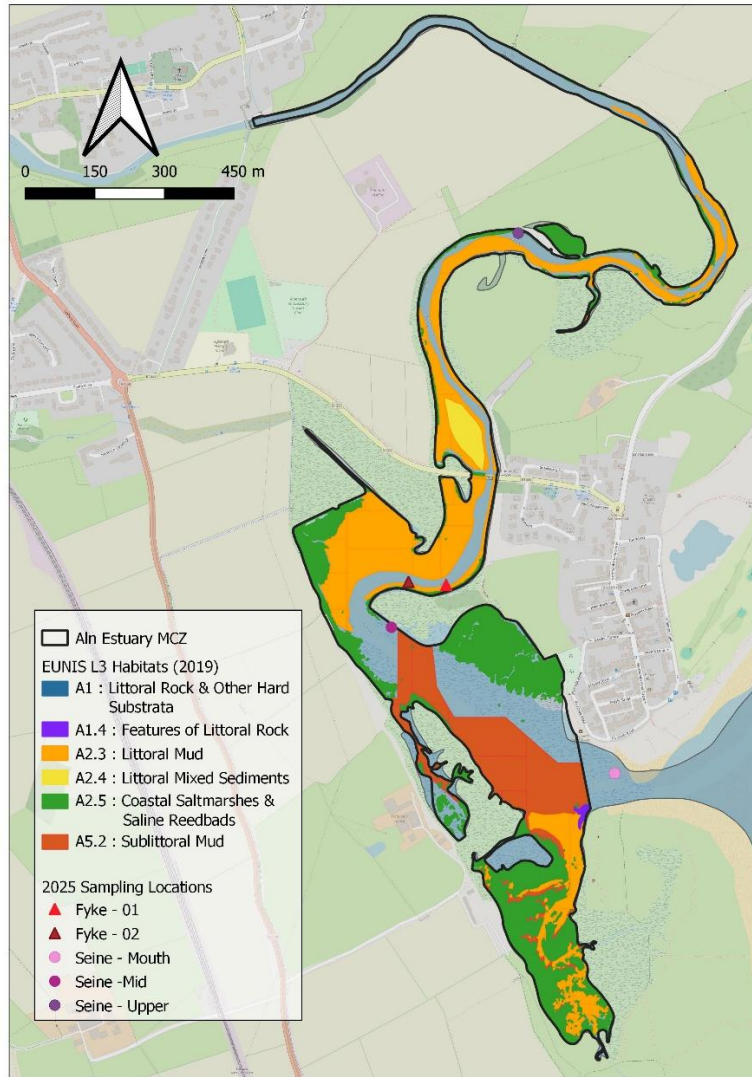 0 150 300 450 m
Aln Estuary MCZ
EUNIS L3 Habitats (2019)
A1 : Littoral Rock & Other Hard
Substrata
A1.4 : Features of Littoral Rock
A2.3 : Littoral Mud
A2.4 : Littoral Mixed Sediments
A2.5 : Coastal Saltmarshes &
Saline Reedbads
A5.2 : Sublittoral Mud
2025 Sampling Locations
Fyke - 01
Fyke - 02
Seine - Mouth
Seine -Mid
Seine - Upper